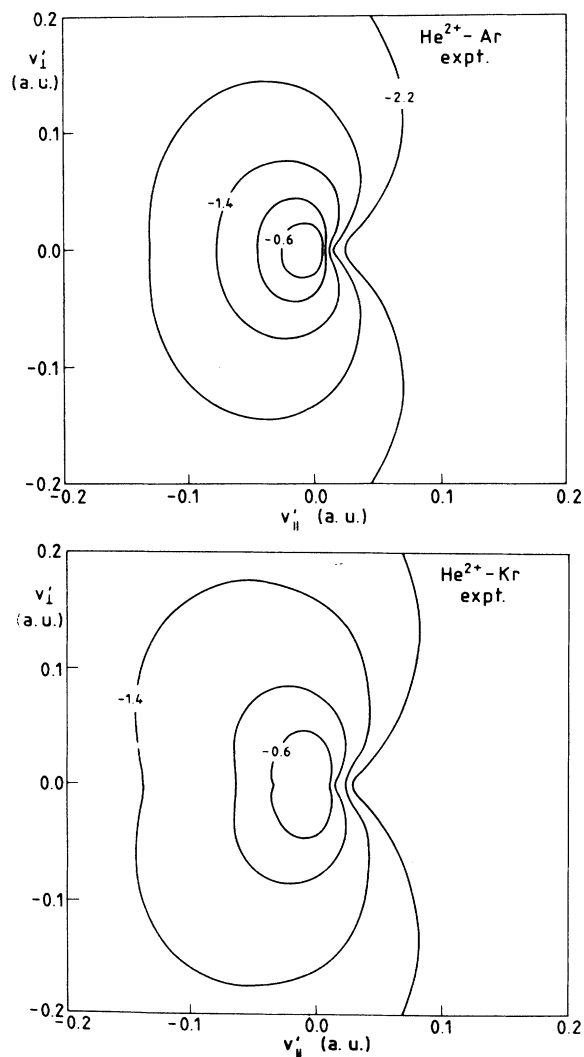 0.2
He²⁺ – Ar
expt.
v'⊥
(a.u.)
-2.2
0.1
-1.4
-0.6
0.0
-0.1
-0.2
-0.2 -0.1 0.0 0.1 0.2
v'∥ (a.u.)
0.2
He²⁺ – Kr
expt.
v'⊥
(a.u.)
0.1
-1.4
-0.6
0.0
-0.1
-0.2
-0.2 -0.1 0.0 0.1 0.2
v'∥ (a.u.)